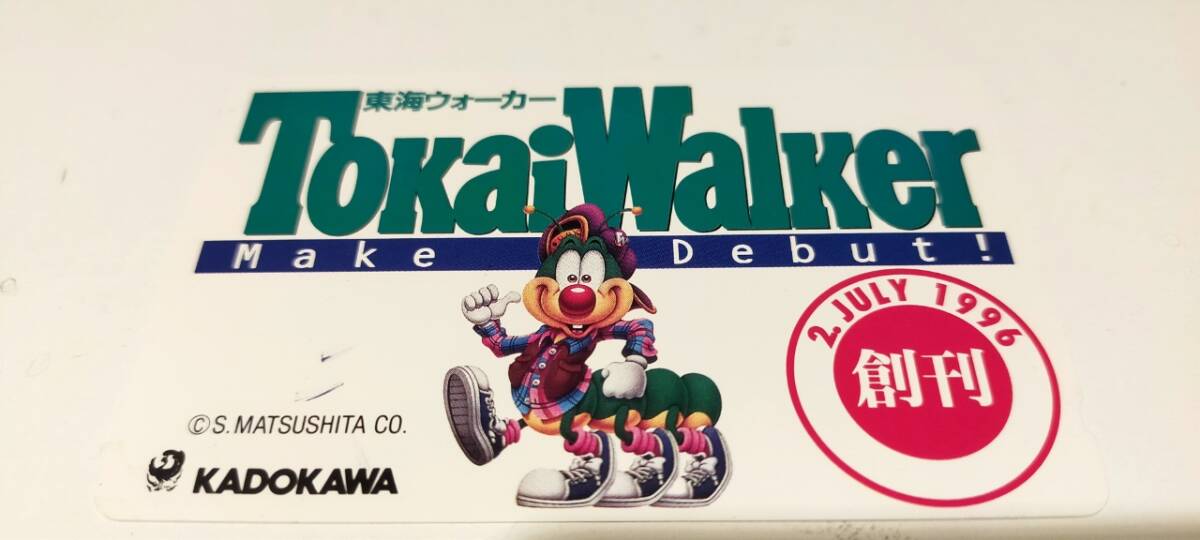 東海ウォーカー
TokaiWalker
Make Debut!
2. JULY 1996
創刊
©S. MATSUSHITA CO.
KADOKAWA